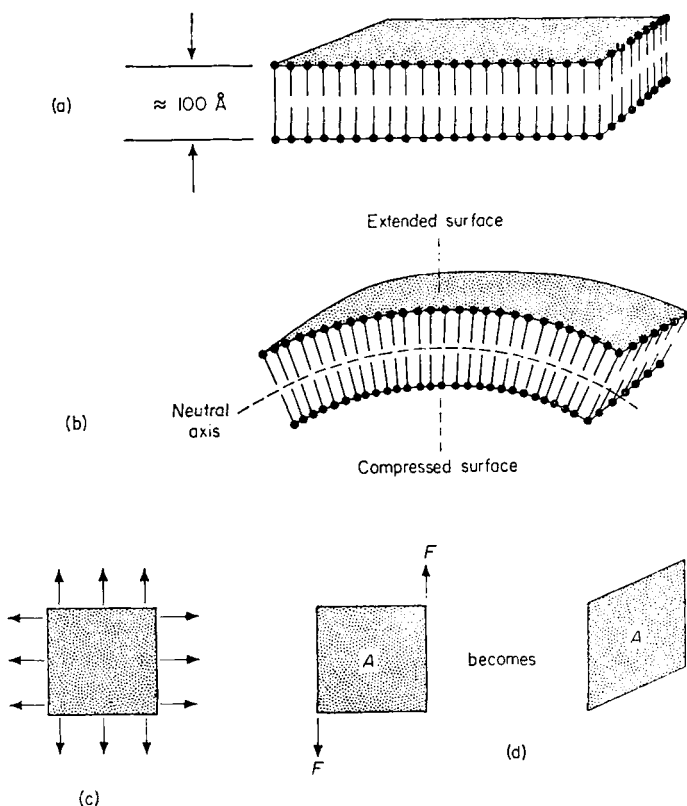 (a)
≈ 100 Å
Extended surface
Neutral
axis
(b)
Compressed surface
F
A
becomes
A
F
(d)
(c)